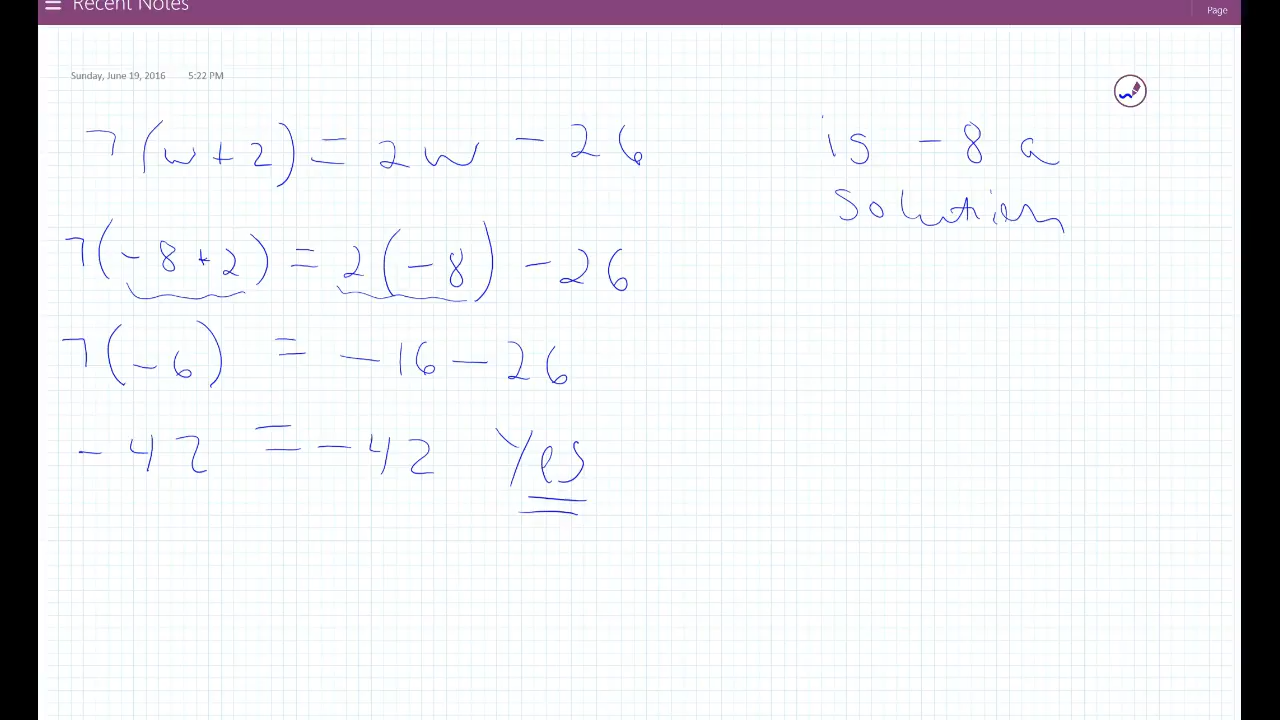 Recent Notes
Page
Sunday, June 19, 2016 5:22 PM
7(w+2) = 2w - 26
is -8 a
solution
7(-8+2) = 2(-8) - 26
7(-6) = -16 - 26
-42 = -42 Yes